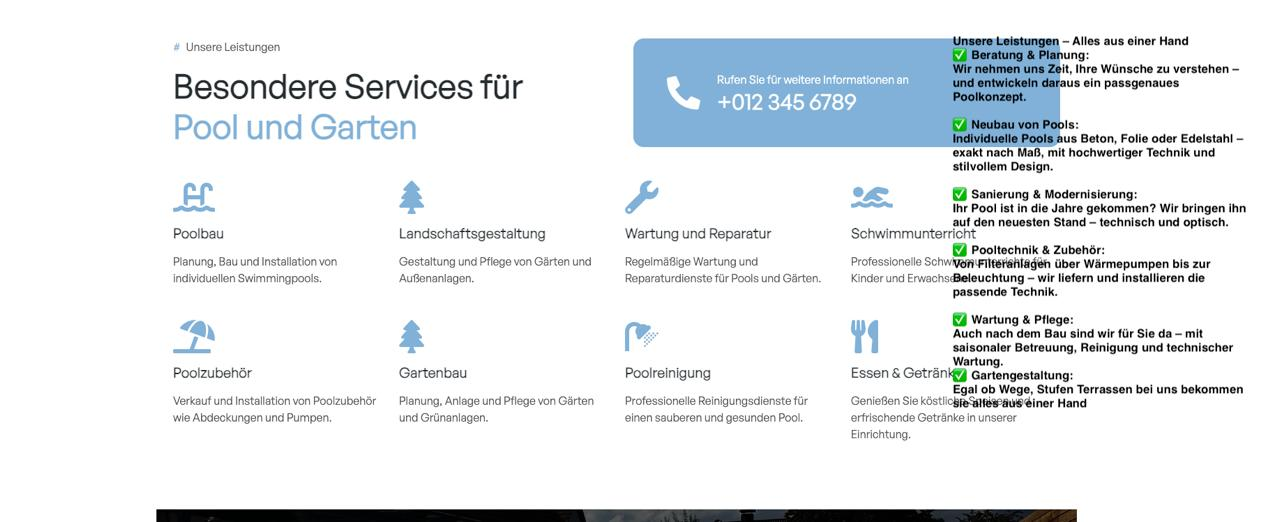 # Unsere Leistungen
Besondere Services für
Pool und Garten
Rufen Sie für weitere Informationen an
+012 345 6789
Poolbau
Planung, Bau und Installation von
individuellen Swimmingpools.
Landschaftsgestaltung
Gestaltung und Pflege von Gärten und
Außenanlagen.
Wartung und Reparatur
Regelmäßige Wartung und
Reparaturdienste für Pools und Gärten.
Schwimmunterricht
Professionelle für
Kinder und
Poolzubehör
Verkauf und Installation von Poolzubehör
wie Abdeckungen und Pumpen.
Gartenbau
Planung, Anlage und Pflege von Gärten
und Grünanlagen.
Poolreinigung
Professionelle Reinigungsdienste für
einen sauberen und gesunden Pool.
Essen & Getränke
Genießen Sie köstliche Speisen und
erfrischende Getränke in unserer
Einrichtung.
Unsere Leistungen – Alles aus einer Hand
✅ Beratung & Planung:
Wir nehmen uns Zeit, Ihre Wünsche zu verstehen –
und entwickeln daraus ein passgenaues
Poolkonzept.
✅ Neubau von Pools:
Individuelle Pools aus Beton, Folie oder Edelstahl –
exakt nach Maß, mit hochwertiger Technik und
stilvollem Design.
✅ Sanierung & Modernisierung:
Ihr Pool ist in die Jahre gekommen? Wir bringen ihn
auf den neuesten Stand – technisch und optisch.
✅ Pooltechnik & Zubehör:
Von Filteranlagen über Wärmepumpen bis zur
Beleuchtung – wir liefern und installieren die
passende Technik.
✅ Wartung & Pflege:
Auch nach dem Bau sind wir für Sie da – mit
saisonaler Betreuung, Reinigung und technischer
Wartung.
✅ Gartengestaltung:
Egal ob Wege, Stufen Terrassen bei uns bekommen
sie alles aus einer Hand